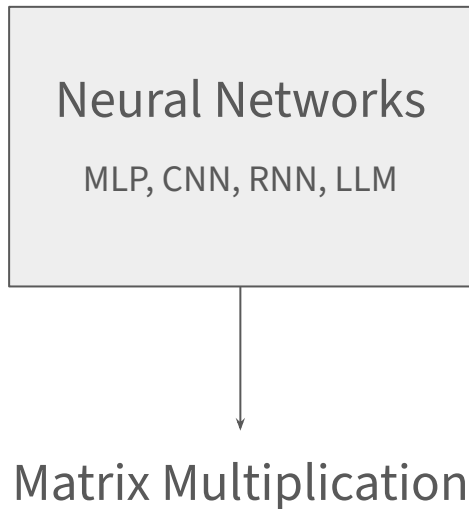 Neural Networks
MLP, CNN, RNN, LLM
Matrix Multiplication